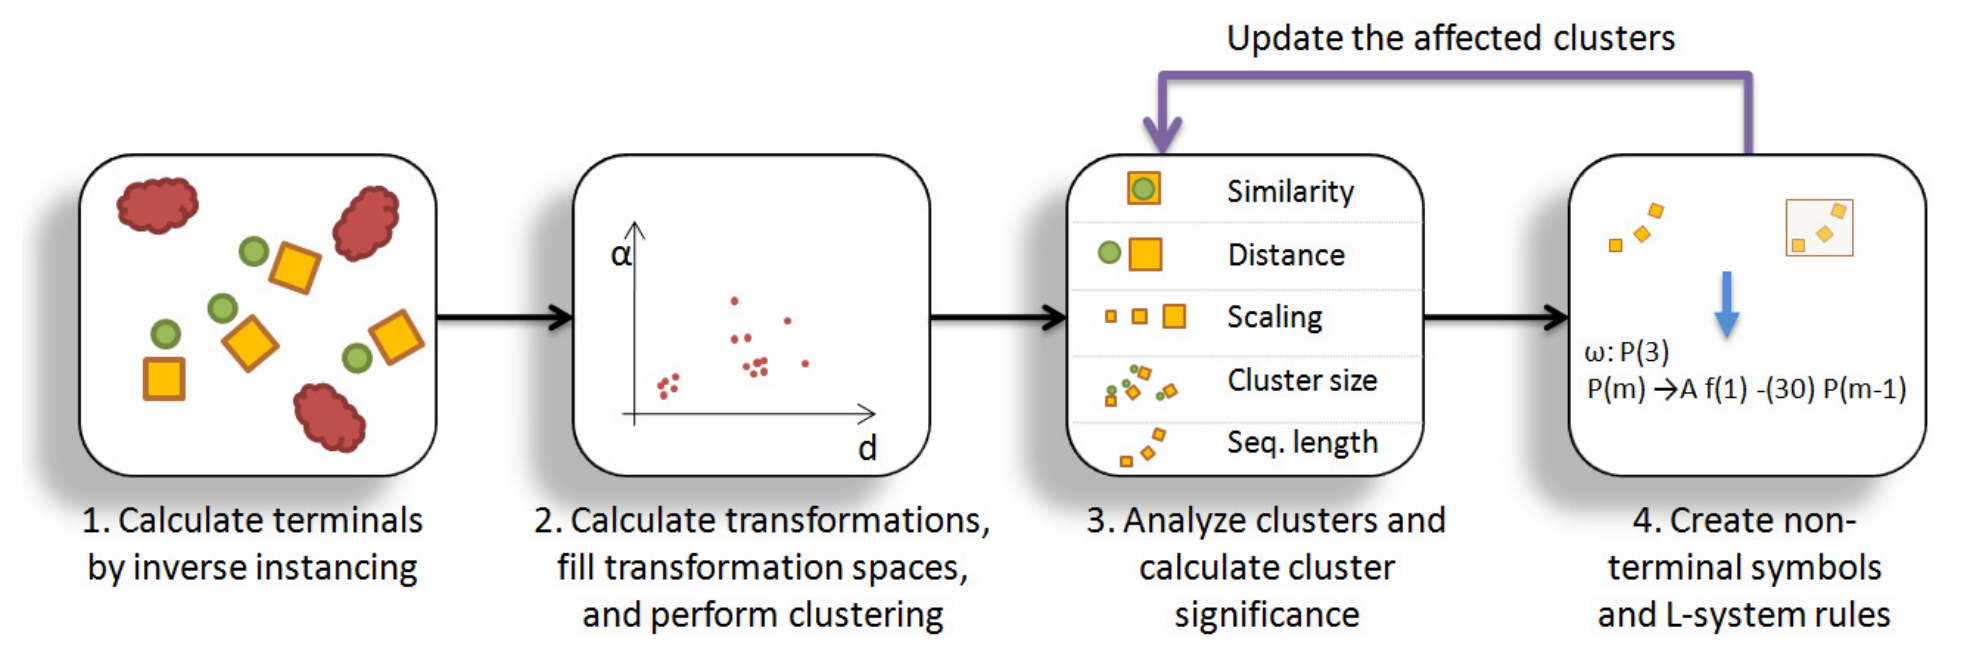 Update the affected clusters
α
d
Similarity
Distance
Scaling
Cluster size
Seq. length
ω: P(3)
P(m) →A f(1) -(30) P(m-1)
1. Calculate terminals
by inverse instancing
2. Calculate transformations,
fill transformation spaces,
and perform clustering
3. Analyze clusters and
calculate cluster
significance
4. Create non-
terminal symbols
and L-system rules